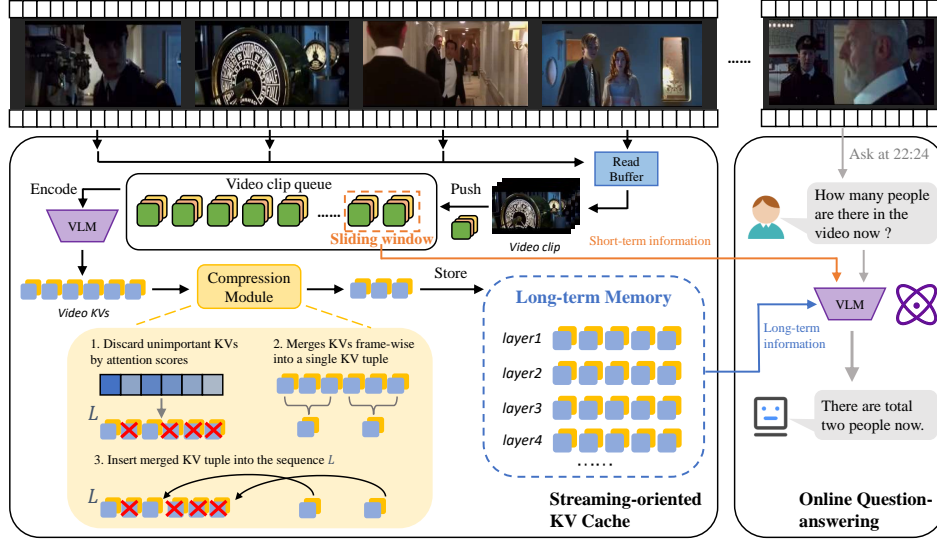 ......
Read
Buffer
Ask at 22:24
Encode
Video clip queue
Push
VLM
......
Sliding window
Video clip
How many people
are there in the
video now ?
Short-term information
Compression
Module
Store
Video KVs
Long-term Memory
VLM
Long-term
information
1. Discard unimportant KVs
by attention scores
2. Merges KVs frame-wise
into a single KV tuple
layer1
layer2
layer3
layer4
......
L
There are total
two people now.
3. Insert merged KV tuple into the sequence L
L
Streaming-oriented
KV Cache
Online Question-
answering